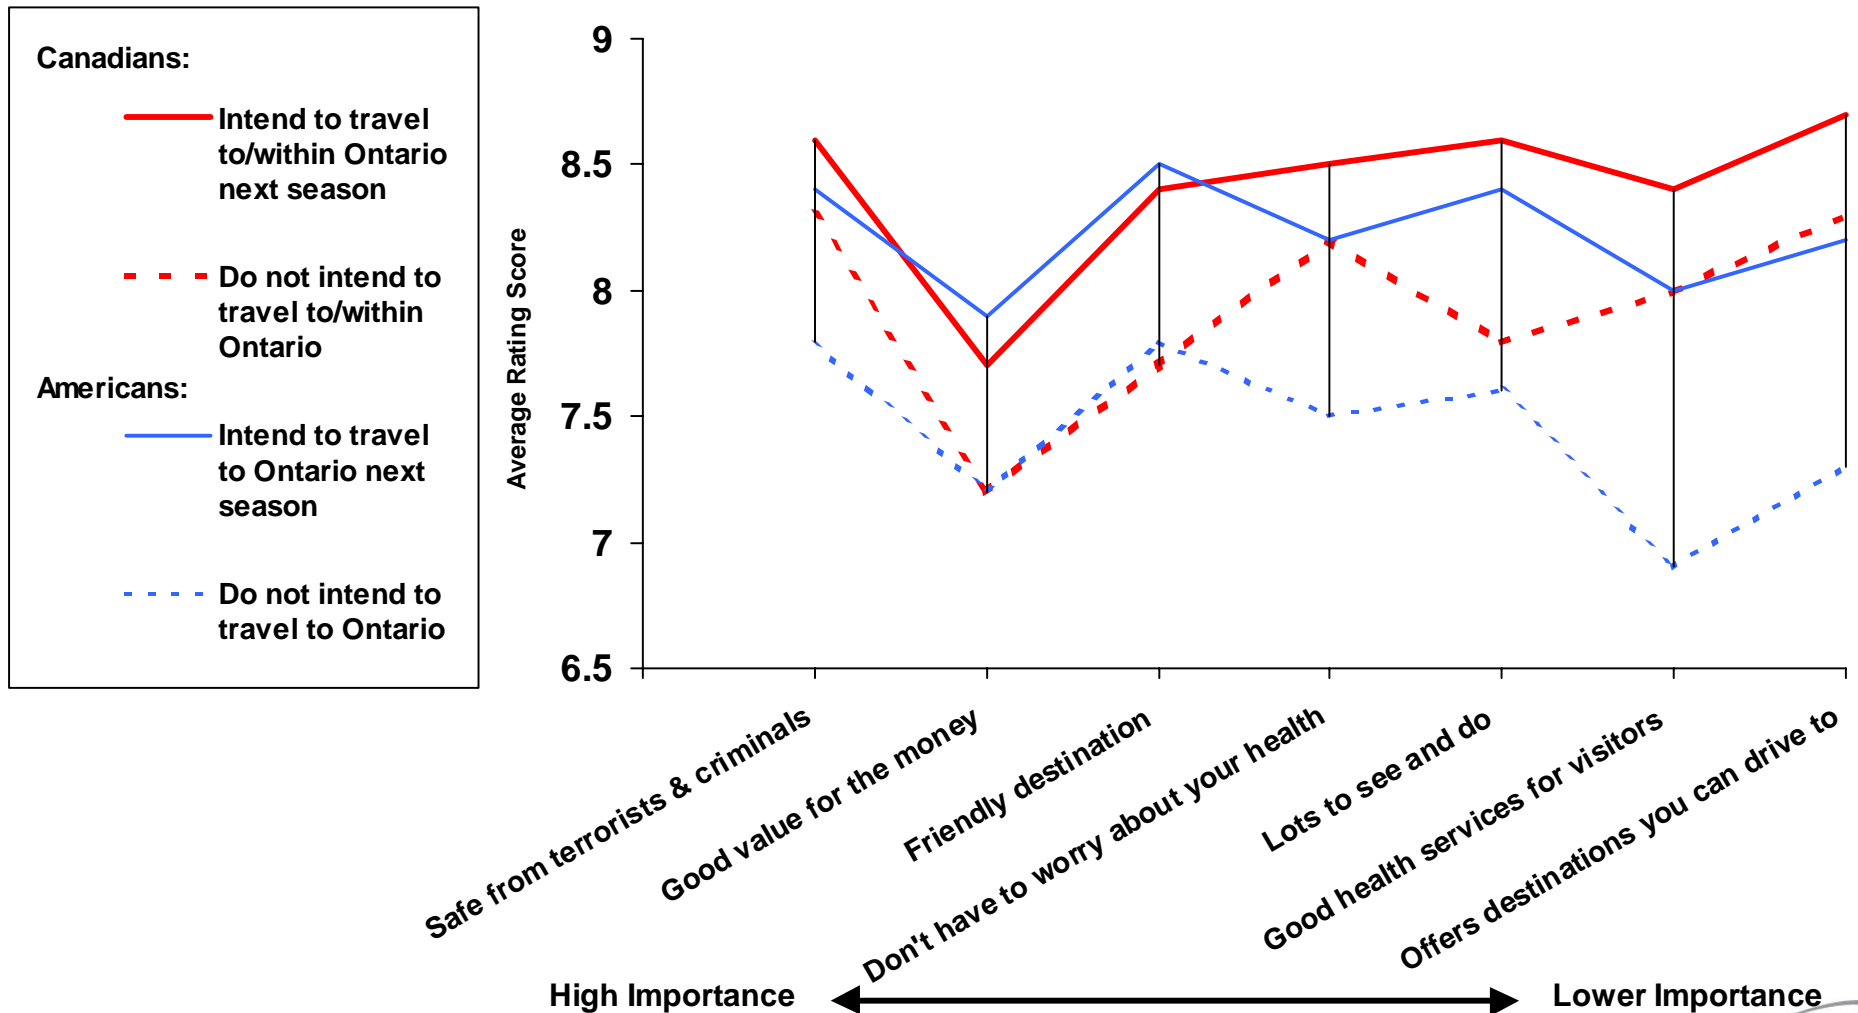 Canadians:
Intend to travel
to/within Ontario
next season
Do not intend to
travel to/within
Ontario
Americans:
Intend to travel
to Ontario next
season
Do not intend to
travel to Ontario
Average Rating Score
9
8.5
8
7.5
7
6.5
Safe from terrorists & criminals
Good value for the money
Friendly destination
Don't have to worry about your health
Lots to see and do
Good health services for visitors
Offers destinations you can drive to
High Importance
Lower Importance